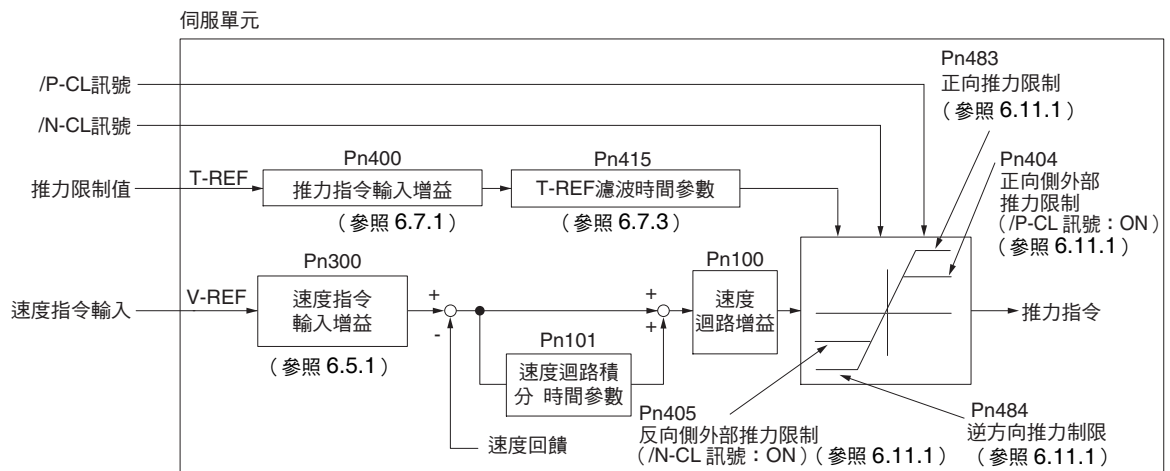 伺服單元
/P-CL訊號
/N-CL訊號
Pn483
正向推力限制
（參照 6.11.1）
Pn404
正向側外部
推力限制
（/P-CL 訊號：ON）
（參照 6.11.1）
推力限制值
T-REF
Pn400
推力指令輸入增益
（參照 6.7.1）
Pn415
T-REF濾波時間參數
（參照 6.7.3）
速度指令輸入
V-REF
Pn300
速度指令
輸入增益
（參照 6.5.1）
+
-
Pn101
速度迴路積
分 時間參數
速度回饋
+
+
Pn100
速度
迴路增益
推力指令
Pn405
反向側外部推力限制
（/N-CL 訊號：ON）（參照 6.11.1）
Pn484
逆方向推力制限
（參照 6.11.1）